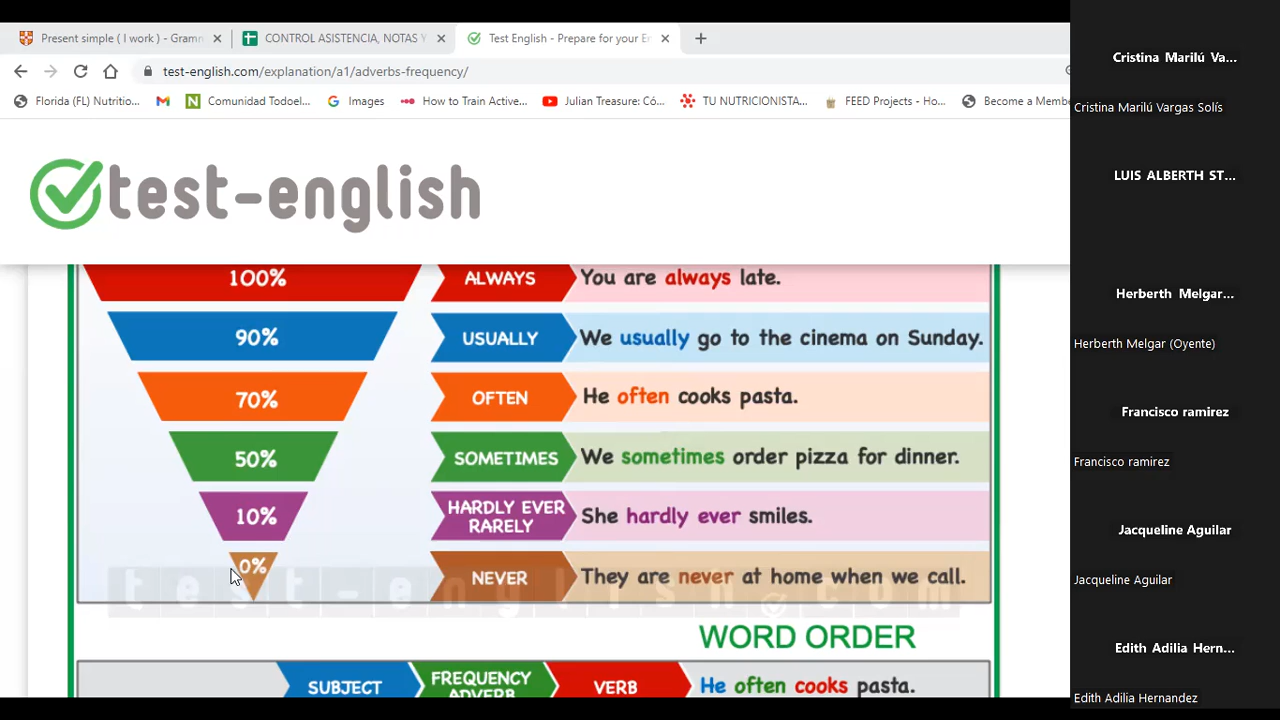 Present simple ( I work ) - Gramm
CONTROL ASISTENCIA, NOTAS Y
Test English - Prepare for your En
test-english.com/explanation/a1/adverbs-frequency/
Florida (FL) Nutritio...
Comunidad Todoel...
Images
How to Train Active...
Julian Treasure: Có...
TU NUTRICIONISTA...
FEED Projects - Ho...
Become a Membe
test-english
100%
ALWAYS
You are always late.
90%
USUALLY
We usually go to the cinema on Sunday.
70%
OFTEN
He often cooks pasta.
50%
SOMETIMES
We sometimes order pizza for dinner.
10%
HARDLY EVER
RARELY
She hardly ever smiles.
0%
NEVER
They are never at home when we call.
test-english.com
WORD ORDER
SUBJECT
FREQUENCY
ADVERB
VERB
He often cooks pasta.
Cristina Marilú Va...
Cristina Marilú Vargas Solís
LUIS ALBERTH ST...
Herberth Melgar...
Herberth Melgar (Oyente)
Francisco ramirez
Francisco ramirez
Jacqueline Aguilar
Jacqueline Aguilar
Edith Adilia Hern...
Edith Adilia Hernandez